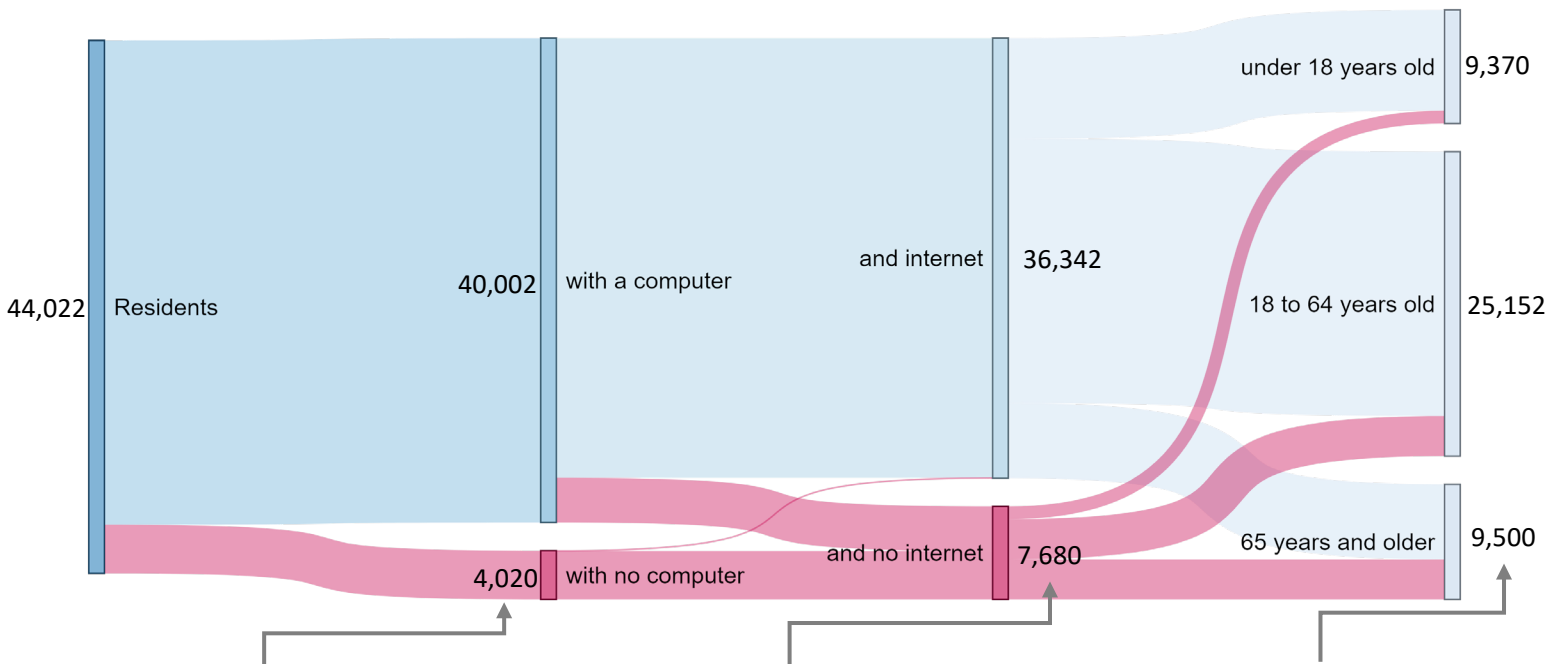 44,022
Residents
40,002
with a computer
4,020
with no computer
and internet
36,342
and no internet
7,680
under 18 years old
9,370
18 to 64 years old
25,152
65 years and older
9,500